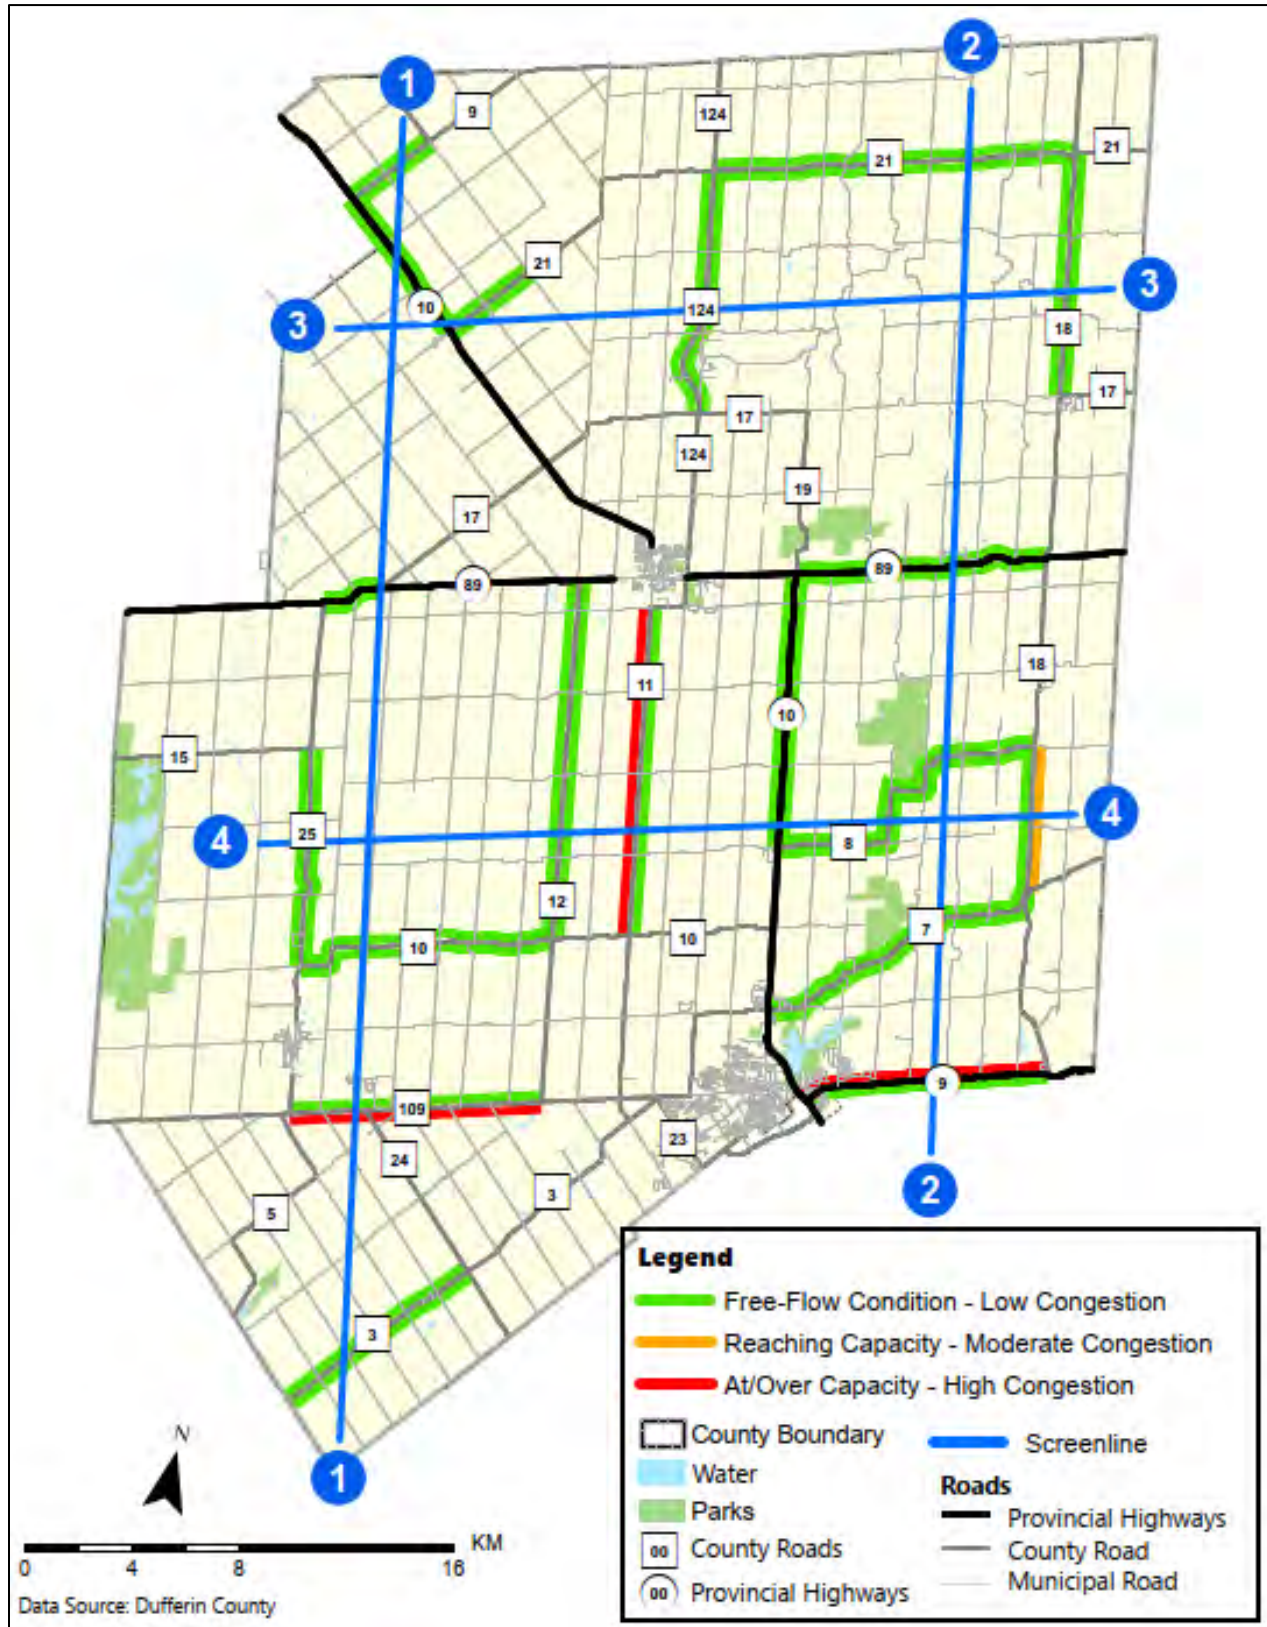 2
1
9
124
21
21
21
10
3
3
124
18
17
17
124
19
17
89
89
18
11
10
15
4
25
4
8
12
7
10
10
9
109
23
24
3
5
2
3
1
Legend
Free-Flow Condition - Low Congestion
Reaching Capacity - Moderate Congestion
At/Over Capacity - High Congestion
County Boundary
Screenline
Water
Roads
Parks
Provincial Highways
00 County Roads
County Road
00 Provincial Highways
Municipal Road
N
KM
0 4 8 16
Data Source: Dufferin County